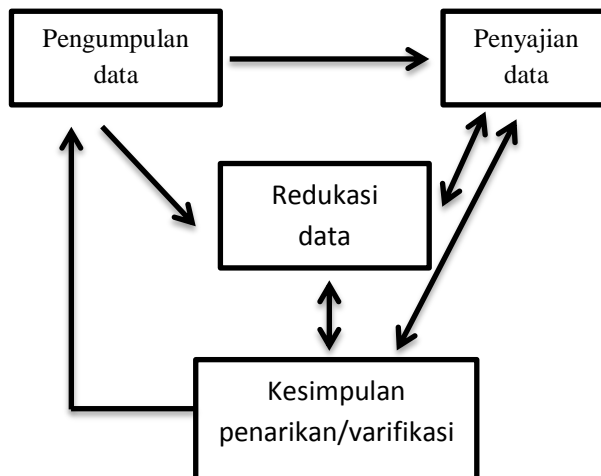 Pengumpulan
data
Penyajian
data
Redukasi
data
Kesimpulan
penarikan/varifikasi